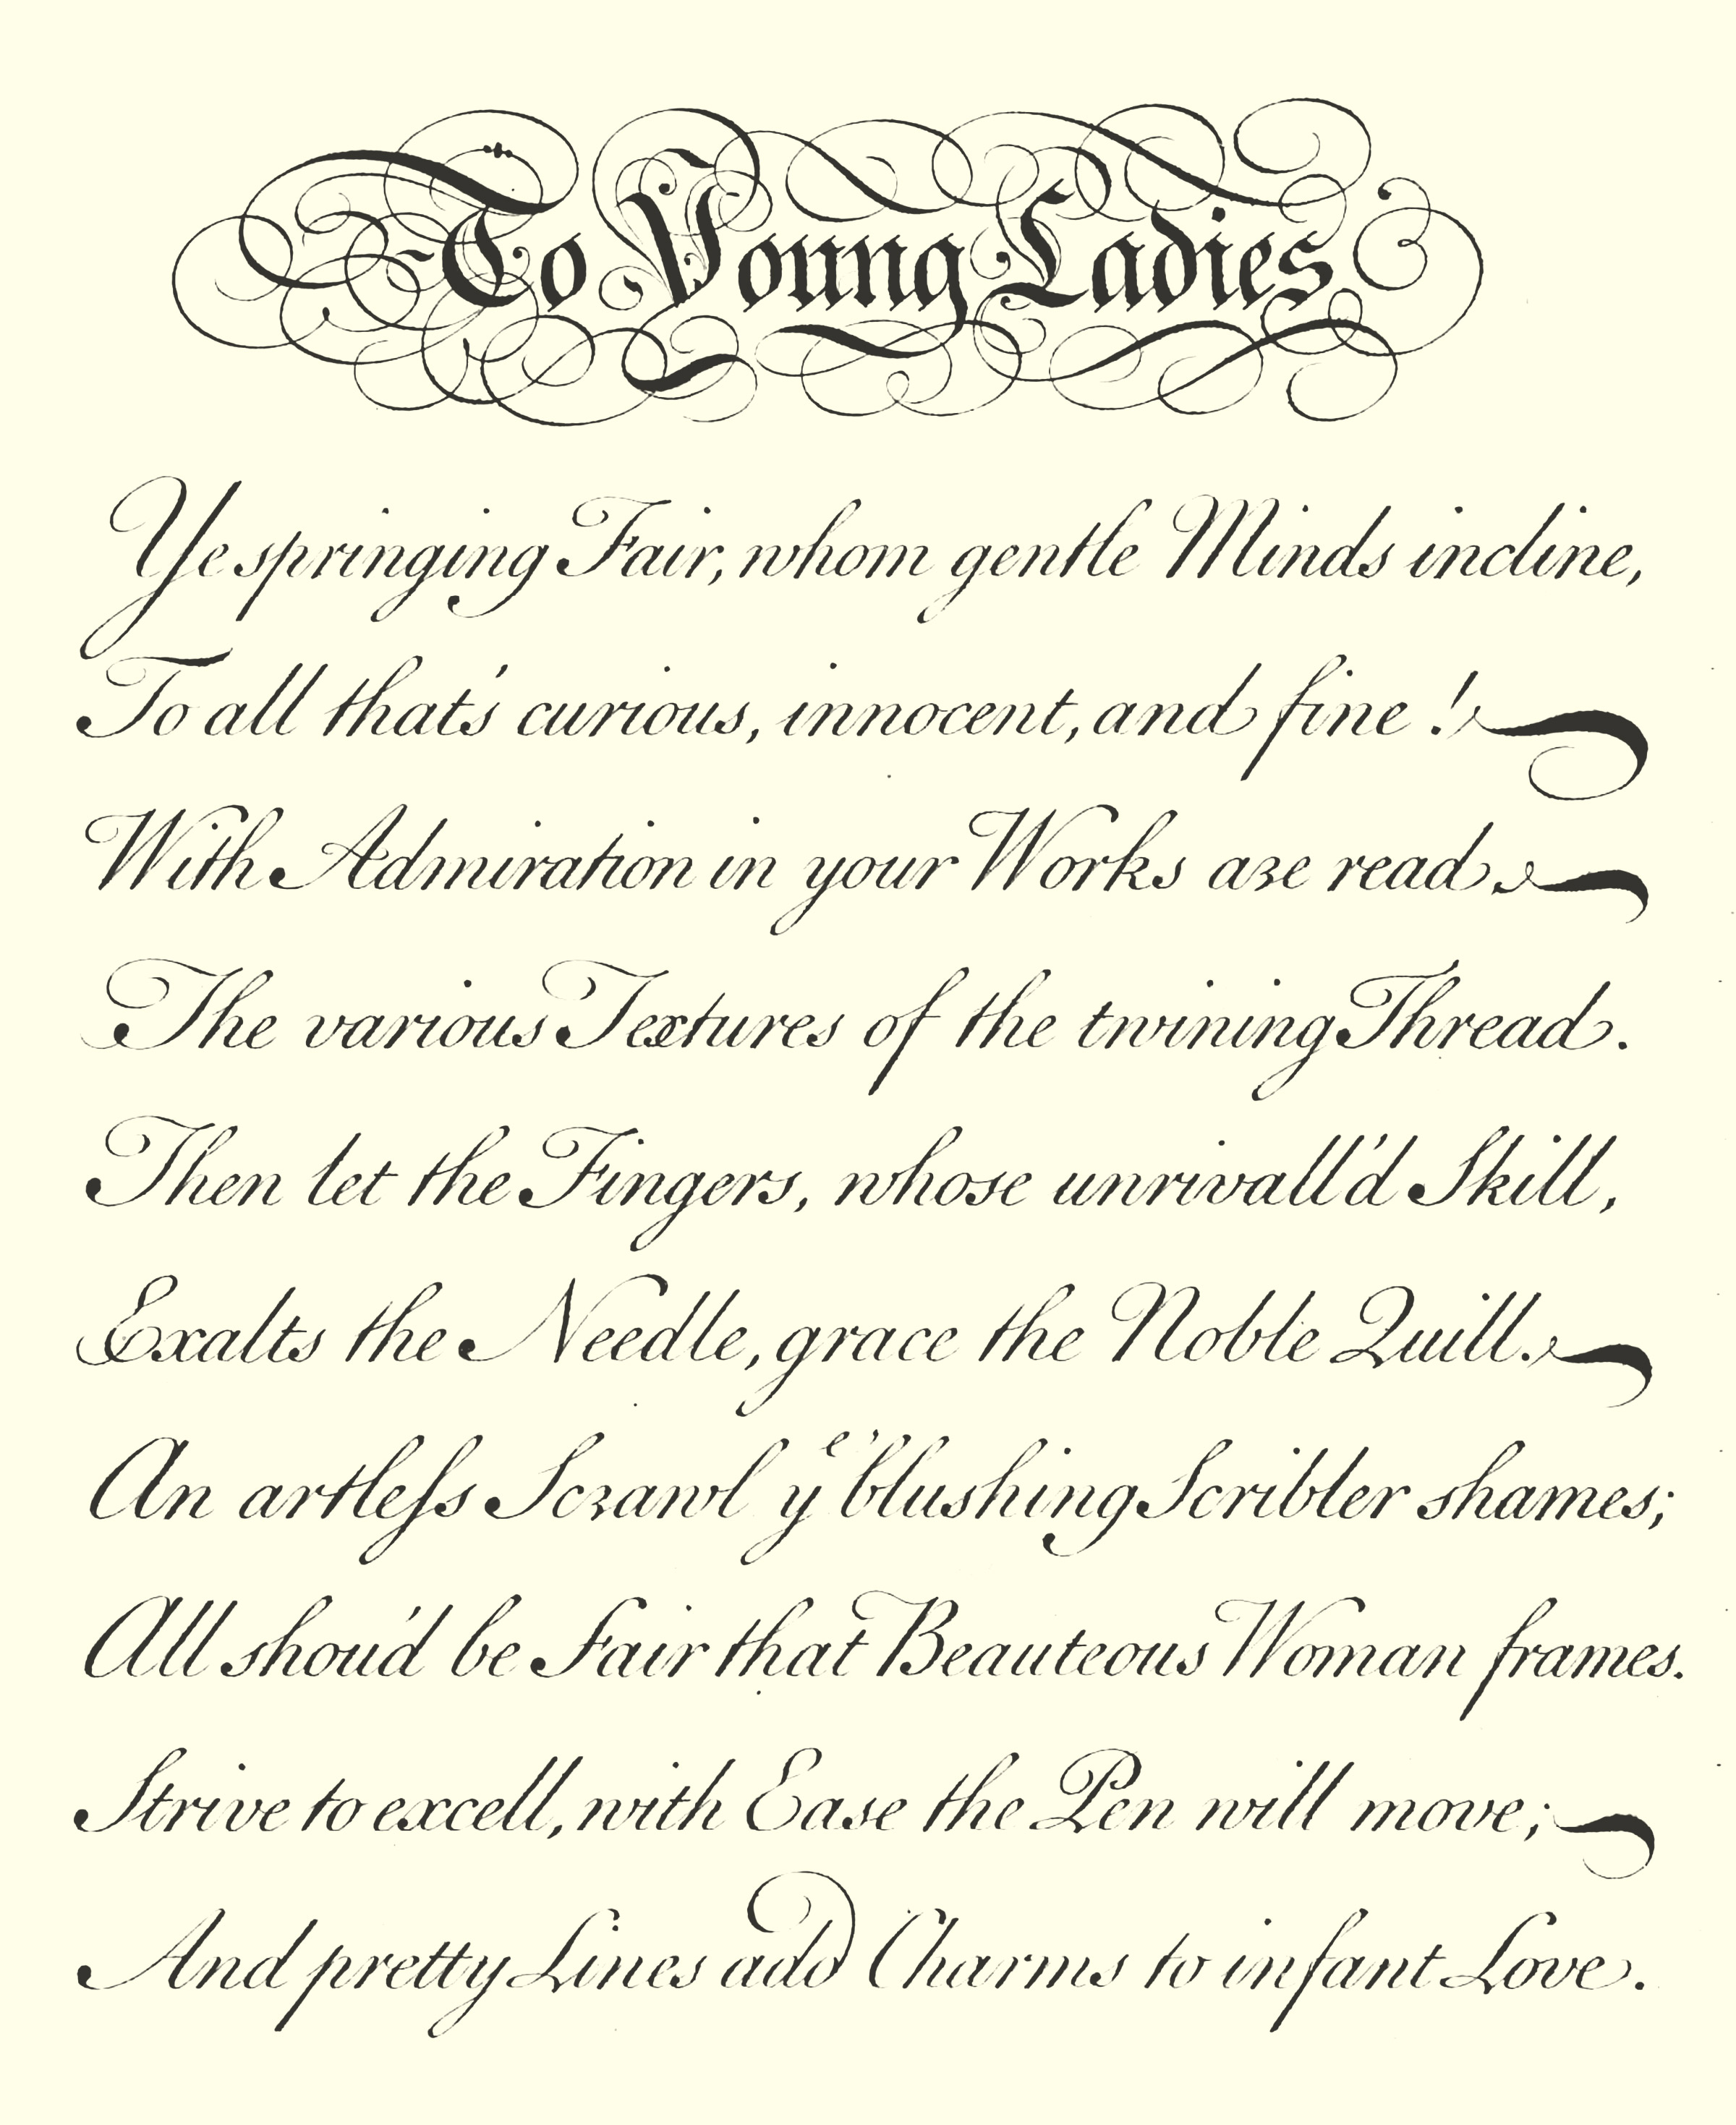 To Young Ladies
Ye springing Fair, whom gentle Minds incline,
To all that's curious, innocent, and fine!
With Admiration in your Works are read
The various Textures of the twining Thread.
Then let the Fingers, whose unrivall'd Skill,
Exalts the Needle, grace the Noble Quill.
An artleſs Scrawl yᵉ blushing Scribler shames;
All shou'd be Fair that Beauteous Woman frames.
Strive to excell, with Ease the Pen will move;
And pretty Lines add Charms to infant Love.